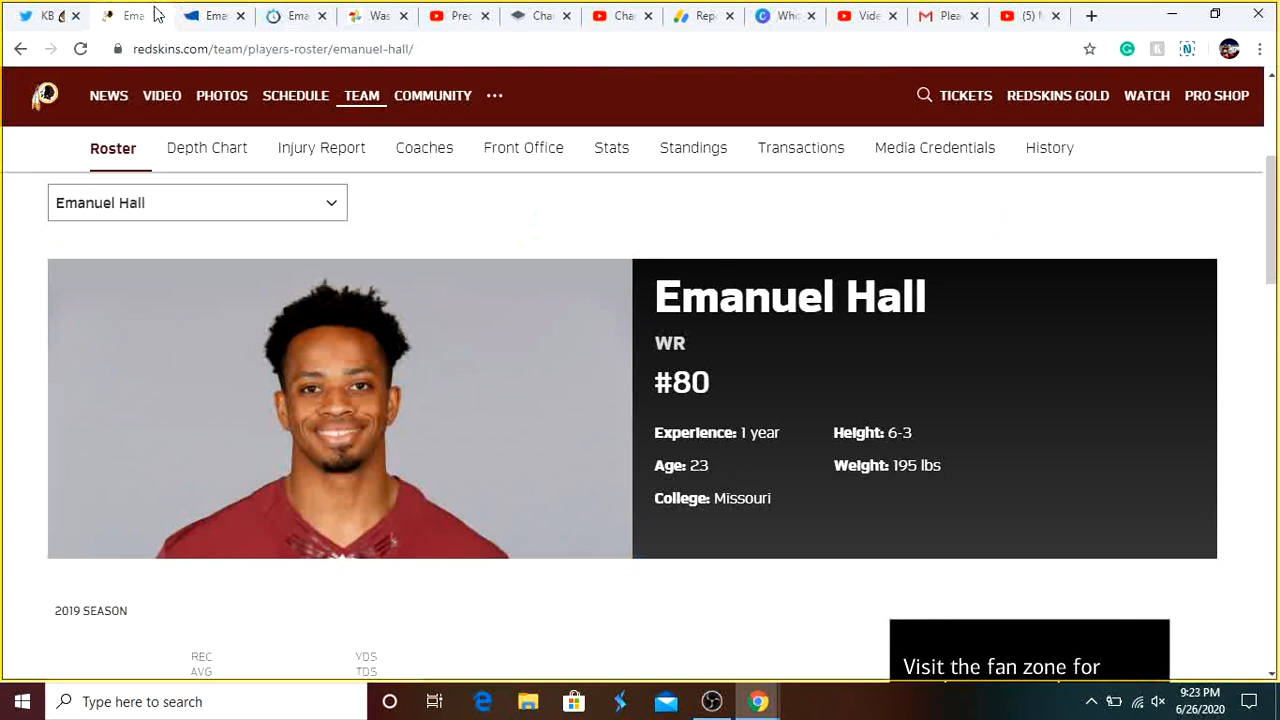 KB
Ema
Ema
Ema
Was
Prec
Char
Cha
Rep
Who
Vide
Plea
(5)
redskins.com/team/players-roster/emanuel-hall/
NEWS VIDEO PHOTOS SCHEDULE TEAM COMMUNITY TICKETS REDSKINS GOLD WATCH PRO SHOP
Roster Depth Chart Injury Report Coaches Front Office Stats Standings Transactions Media Credentials History
Emanuel Hall
Emanuel Hall
WR
#80
Experience: 1 year Height: 6-3
Age: 23 Weight: 195 lbs
College: Missouri
2019 SEASON
REC YDS
AVG TDS
Visit the fan zone for
Type here to search
9:23 PM
6/26/2020